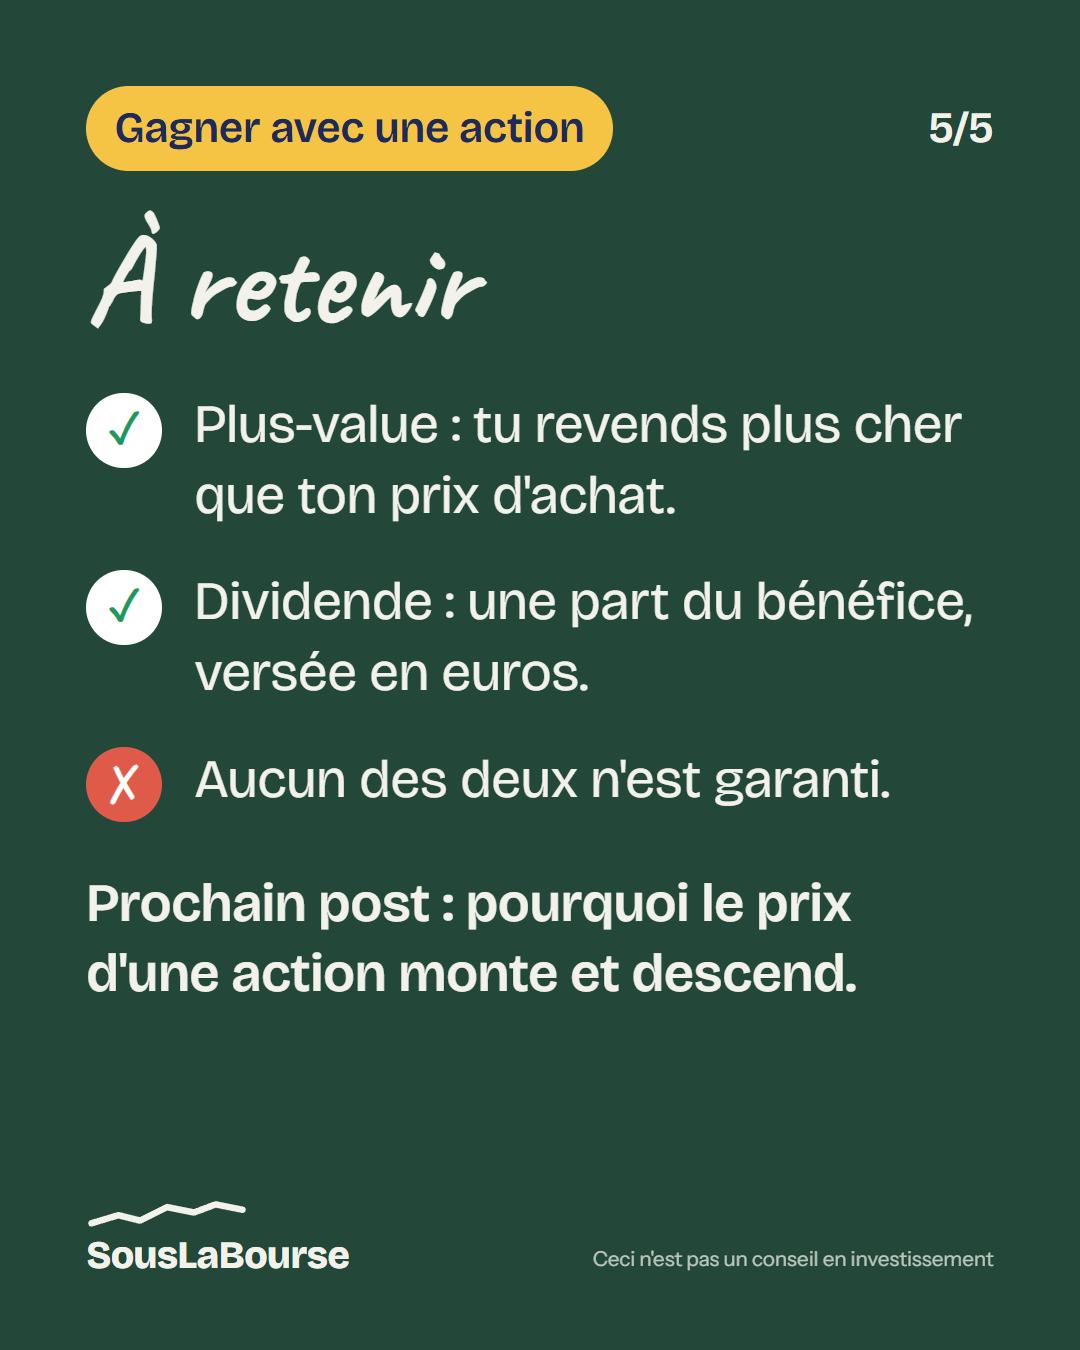 Gagner avec une action
5/5
À retenir
✓ Plus-value : tu revends plus cher
que ton prix d'achat.
✓ Dividende : une part du bénéfice,
versée en euros.
✗ Aucun des deux n'est garanti.
Prochain post : pourquoi le prix
d'une action monte et descend.
SousLaBourse
Ceci n'est pas un conseil en investissement